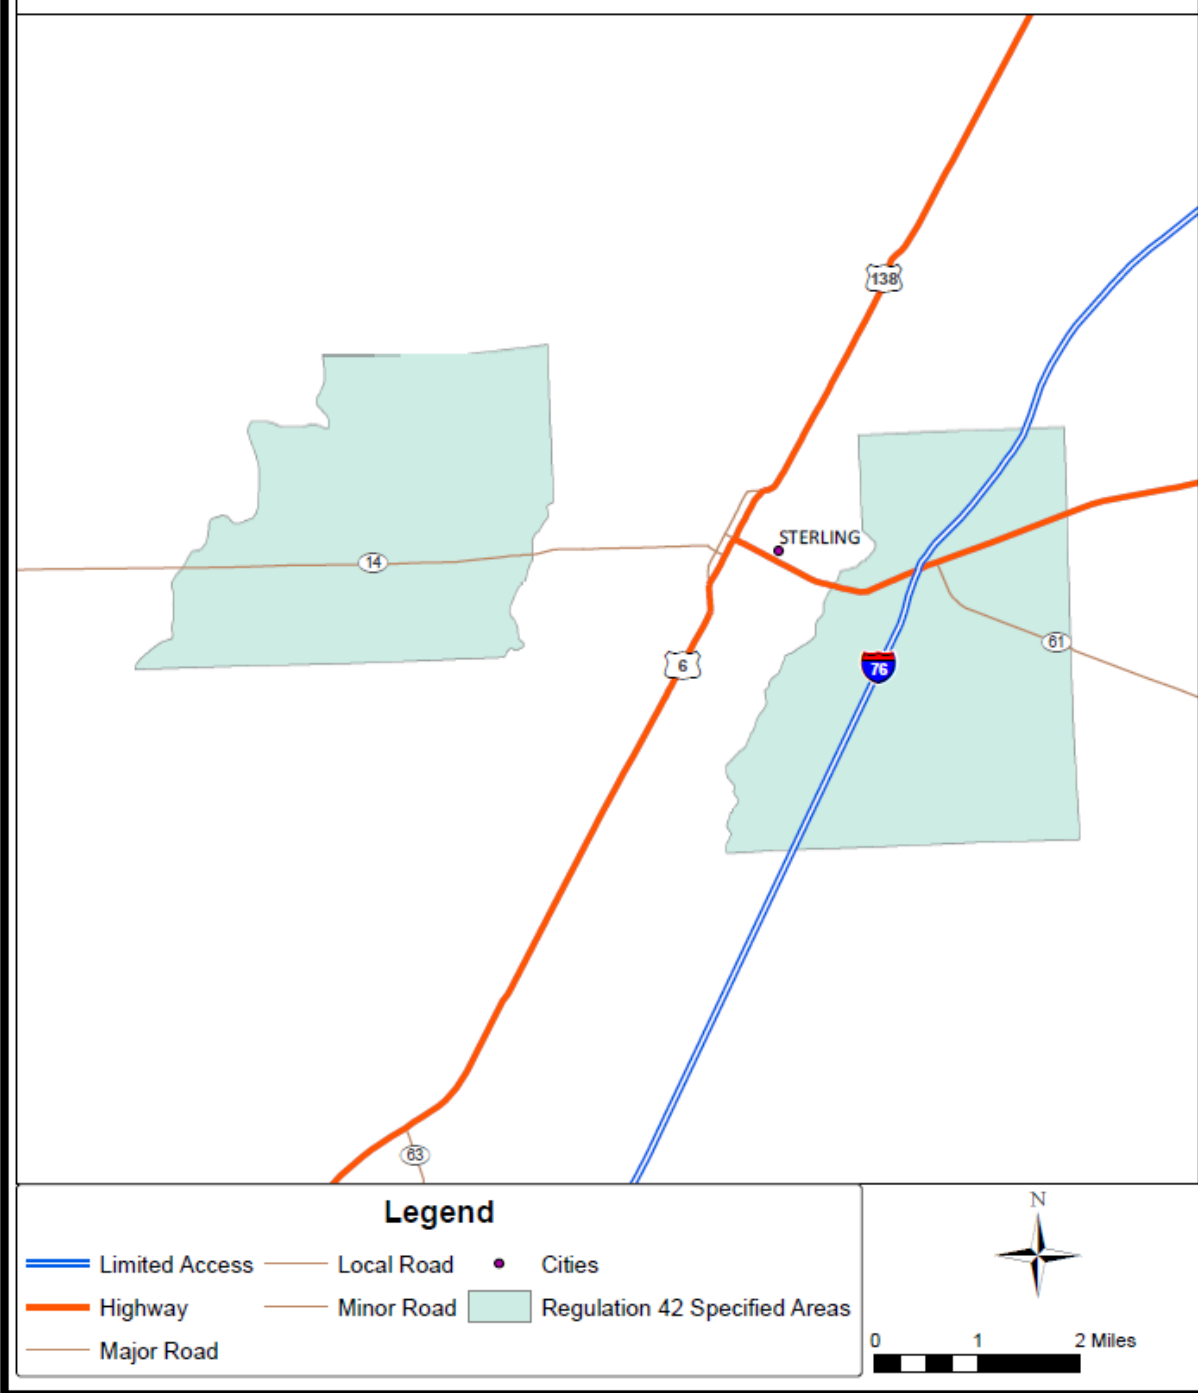 138
STERLING
14
61
6
76
63
Legend
N
Limited Access
Local Road
Cities
Highway
Minor Road
Regulation 42 Specified Areas
Major Road
0 1 2 Miles